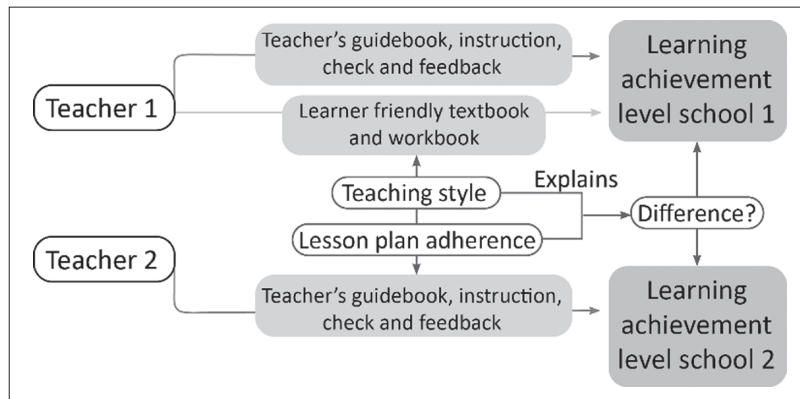 Teacher 1
Teacher’s guidebook, instruction,
check and feedback
Learner friendly textbook
and workbook
Learning
achievement
level school 1
Teaching style
Explains
Lesson plan adherence
Difference?
Teacher 2
Teacher’s guidebook, instruction,
check and feedback
Learning
achievement
level school 2